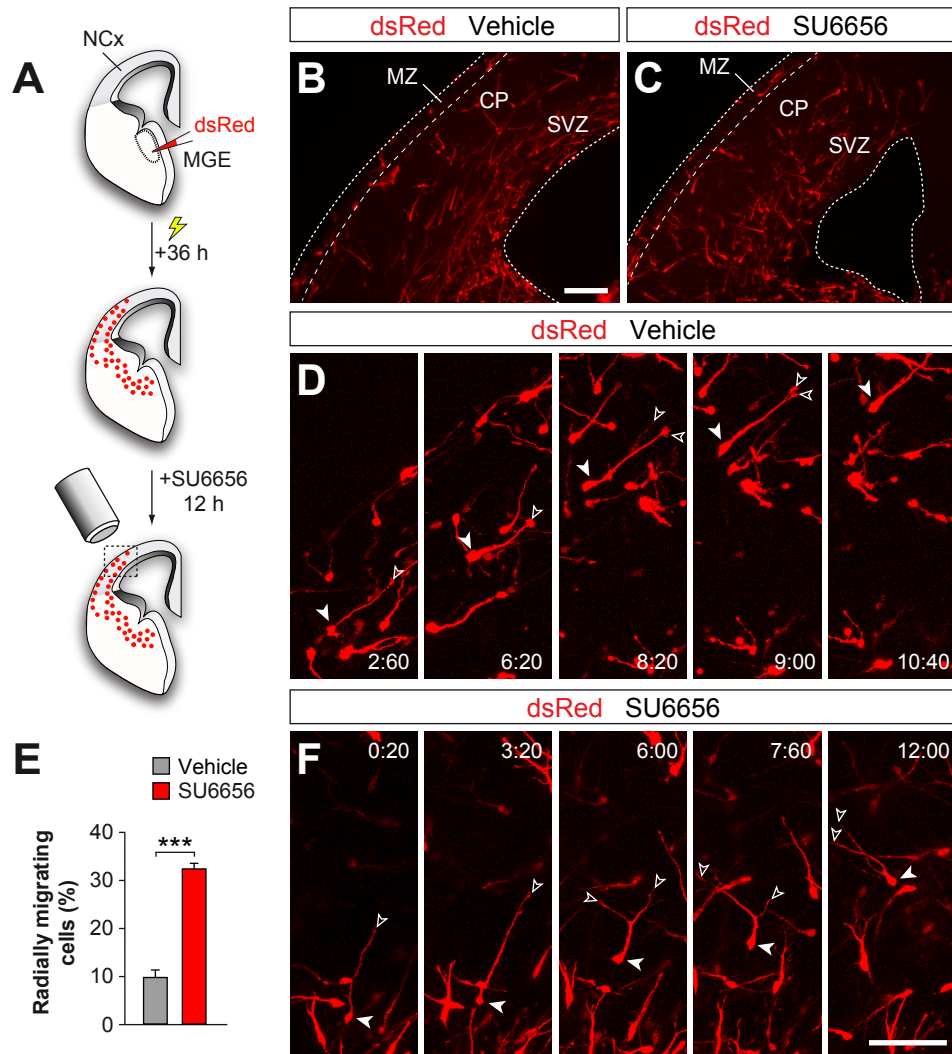 A
NCx
dsRed
MGE
+36 h
+SU6656
12 h
dsRed Vehicle
B
MZ
CP
SVZ
dsRed SU6656
C
MZ
CP
SVZ
dsRed Vehicle
D
2:60
6:20
8:20
9:00
10:40
E
Vehicle
SU6656
***
Radially migrating
cells (%)
40
30
20
10
0
dsRed SU6656
F
0:20
3:20
6:00
7:60
12:00